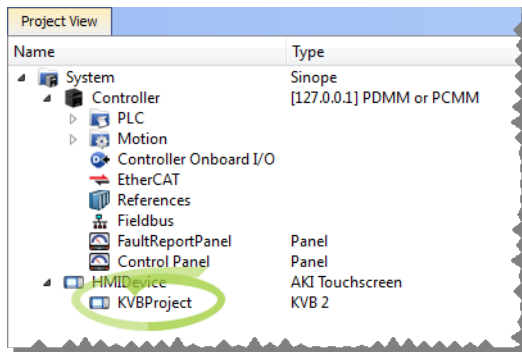 Project View
Name Type
System Sinope
Controller [127.0.0.1] PDMM or PCMM
PLC
Motion
Controller Onboard I/O
EtherCAT
References
Fieldbus
FaultReportPanel Panel
Control Panel Panel
HMIDevice AKI Touchscreen
KVBProject KVB 2